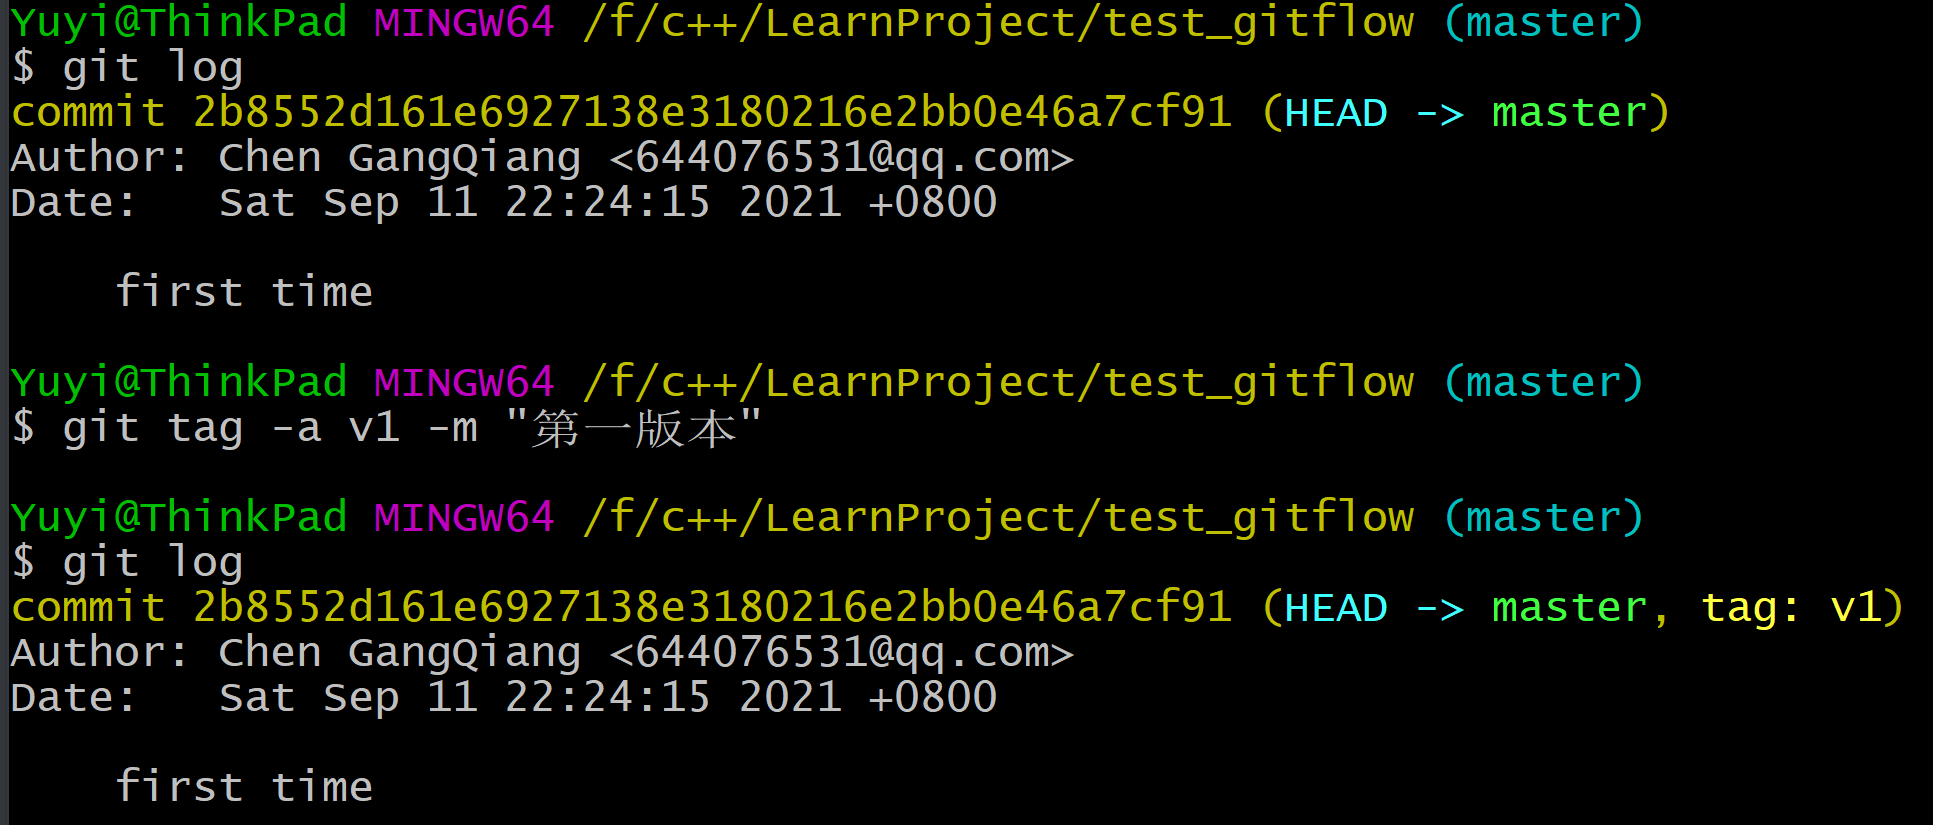 Yuyi@ThinkPad MINGW64 /f/c++/LearnProject/test_gitflow (master)
$ git log
commit 2b8552d161e6927138e3180216e2bb0e46a7cf91 (HEAD -> master)
Author: Chen GangQiang <644076531@qq.com>
Date:   Sat Sep 11 22:24:15 2021 +0800
    first time
Yuyi@ThinkPad MINGW64 /f/c++/LearnProject/test_gitflow (master)
$ git tag -a v1 -m "第一版本"
Yuyi@ThinkPad MINGW64 /f/c++/LearnProject/test_gitflow (master)
$ git log
commit 2b8552d161e6927138e3180216e2bb0e46a7cf91 (HEAD -> master, tag: v1)
Author: Chen GangQiang <644076531@qq.com>
Date:   Sat Sep 11 22:24:15 2021 +0800
    first time